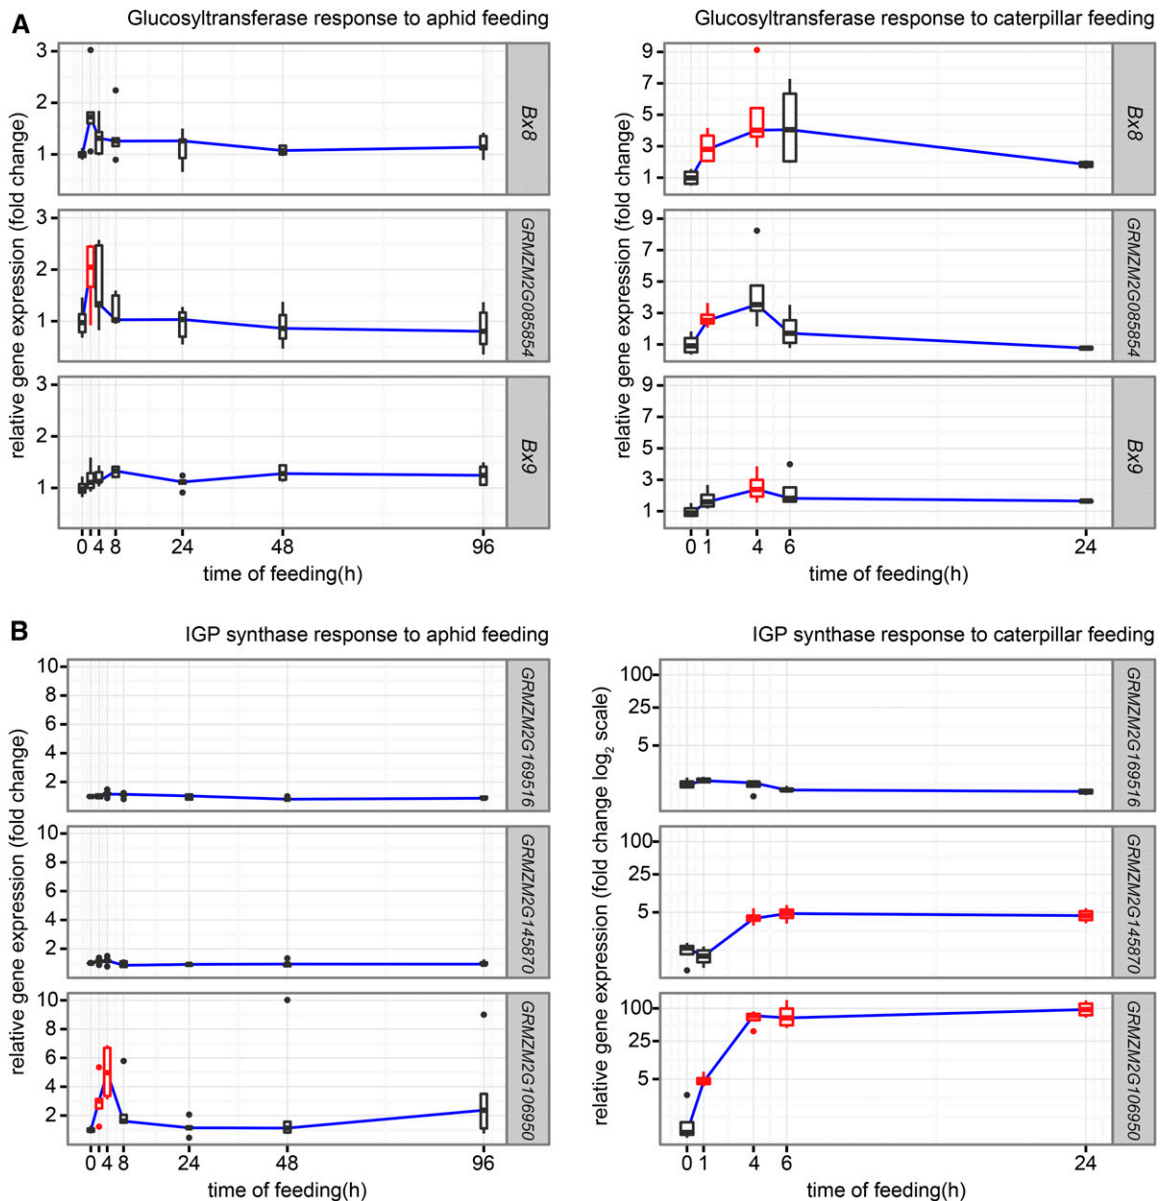 A
Glucosyltransferase response to aphid feeding
Glucosyltransferase response to caterpillar feeding
relative gene expression (fold change)
3
2
1
Bx8
3
2
1
GRMZM2G085854
3
2
1
Bx9
0 4 8 24 48 96
time of feeding(h)
relative gene expression (fold change)
9
7
5
3
1
Bx8
9
7
5
3
1
GRMZM2G085854
9
7
5
3
1
Bx9
0 1 4 6 24
time of feeding(h)
B
IGP synthase response to aphid feeding
IGP synthase response to caterpillar feeding
relative gene expression (fold change)
10
8
6
4
2
GRMZM2G169516
10
8
6
4
2
GRMZM2G145870
10
8
6
4
2
GRMZM2G106950
0 4 8 24 48 96
time of feeding(h)
relative gene expression (fold change log2 scale)
100
25
5
GRMZM2G169516
100
25
5
GRMZM2G145870
100
25
5
GRMZM2G106950
0 1 4 6 24
time of feeding(h)